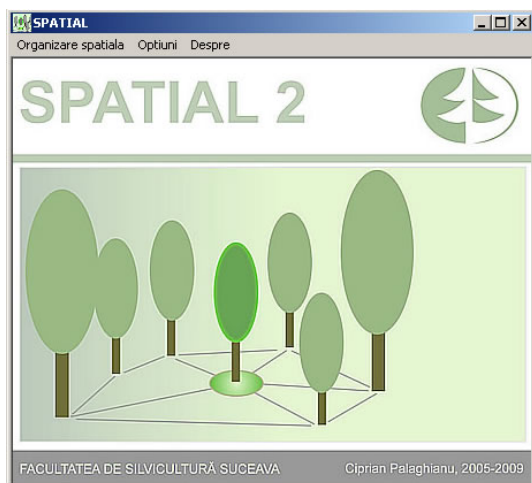 SPATIAL
Organizare spatiala Optiuni Despre
SPATIAL 2
FACULTATEA DE SILVICULTURĂ SUCEAVA Ciprian Palaghianu, 2005-2009